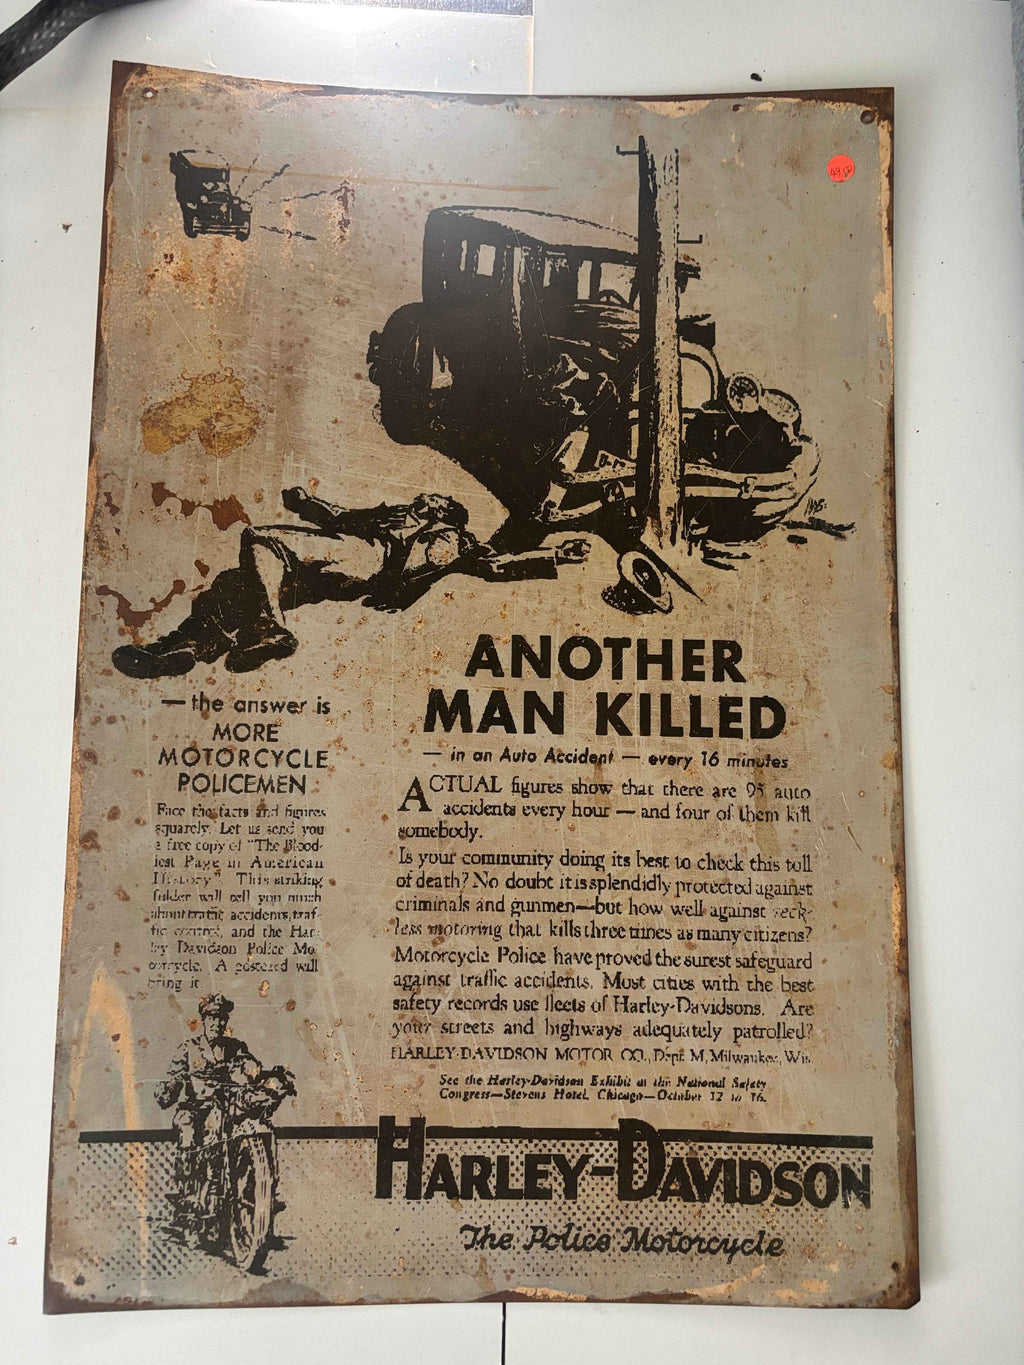 49.50
ANOTHER
MAN KILLED
— in an Auto Accident — every 16 minutes
ACTUAL figures show that there are 95 auto
accidents every hour — and four of them kill
somebody.
Is your community doing its best to check this toll
of death? No doubt it is splendidly protected against
criminals and gunmen—but how well against reck-
less motoring that kills three times as many citizens?
Motorcycle Police have proved the surest safeguard
against traffic accidents. Most cities with the best
safety records use fleets of Harley-Davidsons. Are
your streets and highways adequately patrolled?
HARLEY-DAVIDSON MOTOR CO., Dept M, Milwaukee, Wis.
See the Harley-Davidson Exhibit at the National Safety
Congress—Stevens Hotel, Chicago—October 12 to 16.
— the answer is
MORE
MOTORCYCLE
POLICEMEN
Face the facts and figures
squarely. Let us send you
a free copy of "The Blood-
iest Page in American
History". This striking
folder will tell you much
about traffic accidents, traf-
fic control, and the Har-
ley-Davidson Police Mo-
torcycle. A postcard will
bring it.
HARLEY-DAVIDSON
The Police Motorcycle